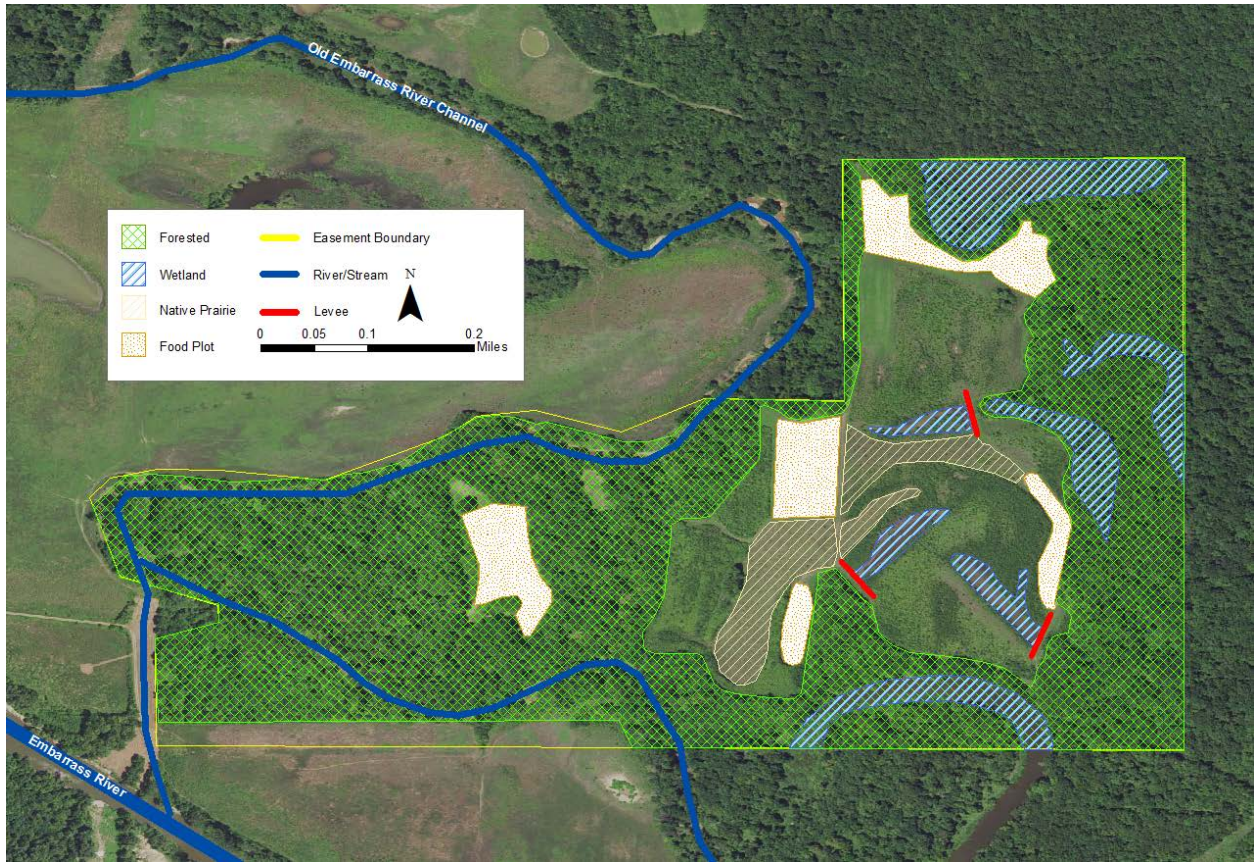 Old Embarrass River Channel
Forested
Easement Boundary
Wetland
River/Stream
N
Native Prairie
Levee
Food Plot
0 0.05 0.1 0.2
Miles
Embarrass River